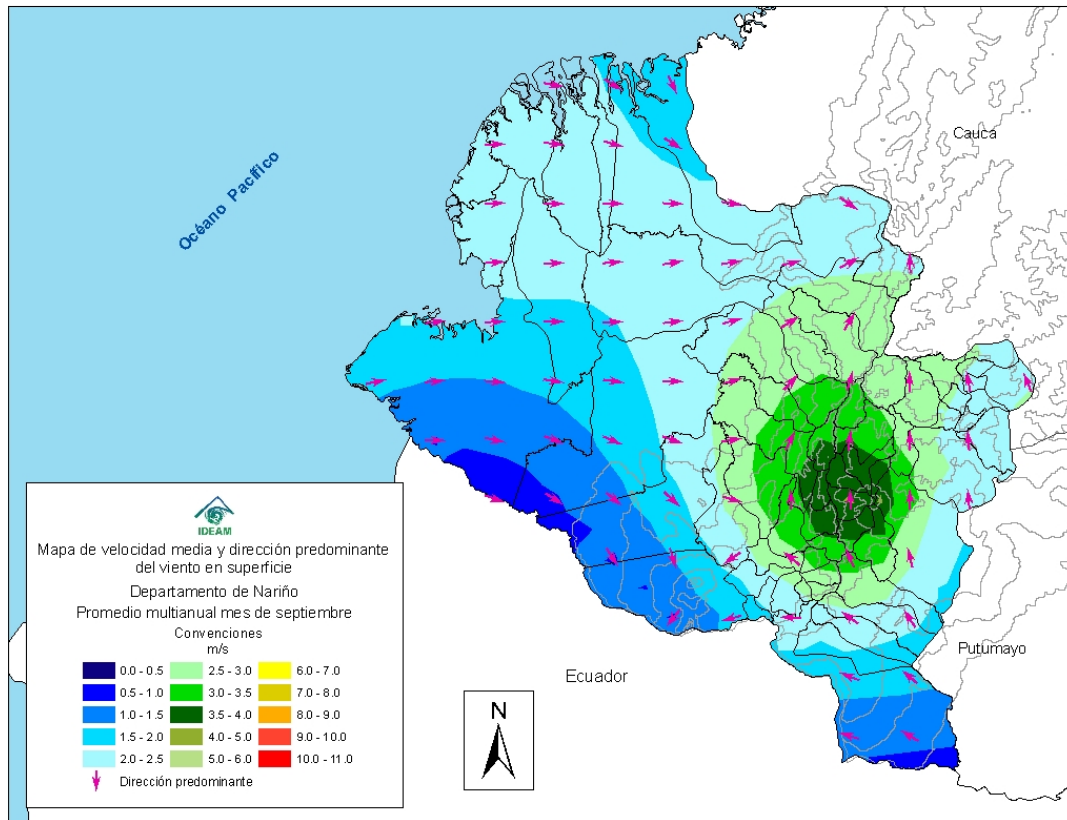 Cauca
Océano Pacífico
IDEAM
Mapa de velocidad media y dirección predominante
del viento en superficie
Departamento de Nariño
Promedio multianual mes de septiembre
Convenciones
m/s
0.0 - 0.5 2.5 - 3.0 6.0 - 7.0
0.5 - 1.0 3.0 - 3.5 7.0 - 8.0
1.0 - 1.5 3.5 - 4.0 8.0 - 9.0
1.5 - 2.0 4.0 - 5.0 9.0 - 10.0
2.0 - 2.5 5.0 - 6.0 10.0 - 11.0
Dirección predominante
Ecuador
N
Putumayo